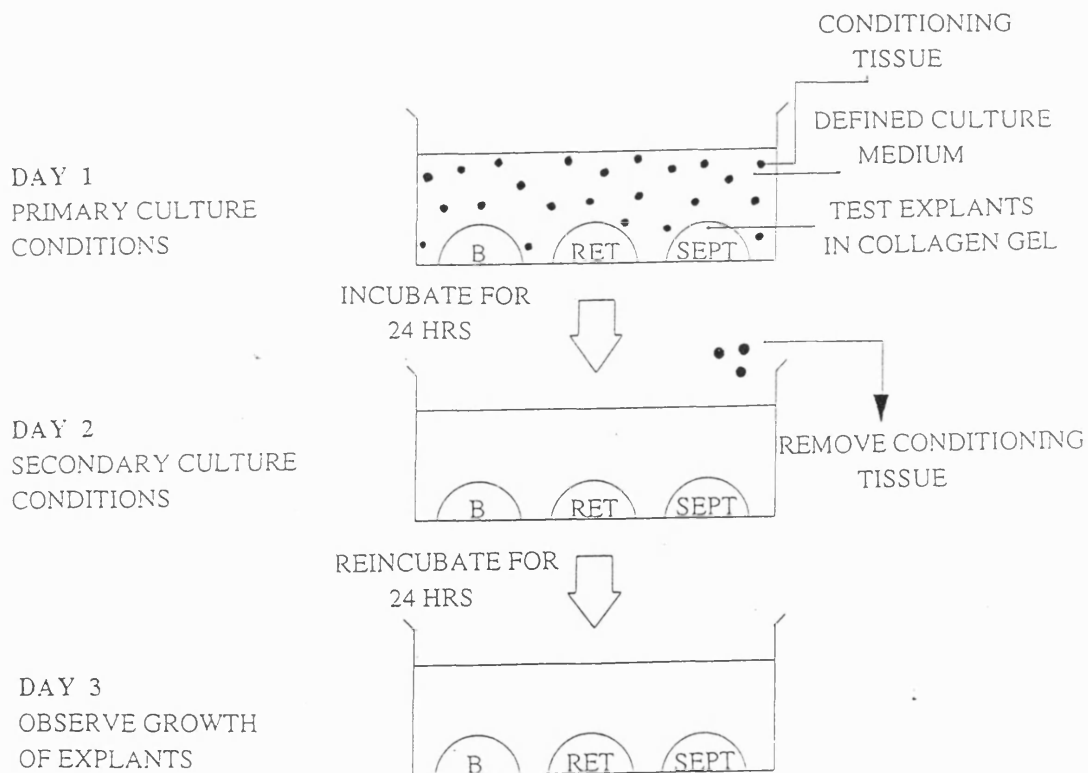 CONDITIONING
TISSUE
DEFINED CULTURE
MEDIUM
TEST EXPLANTS
IN COLLAGEN GEL
DAY 1
PRIMARY CULTURE
CONDITIONS
B
RET
SEPT
INCUBATE FOR
24 HRS
DAY 2
SECONDARY CULTURE
CONDITIONS
REMOVE CONDITIONING
TISSUE
B
RET
SEPT
REINCUBATE FOR
24 HRS
DAY 3
OBSERVE GROWTH
OF EXPLANTS
B
RET
SEPT